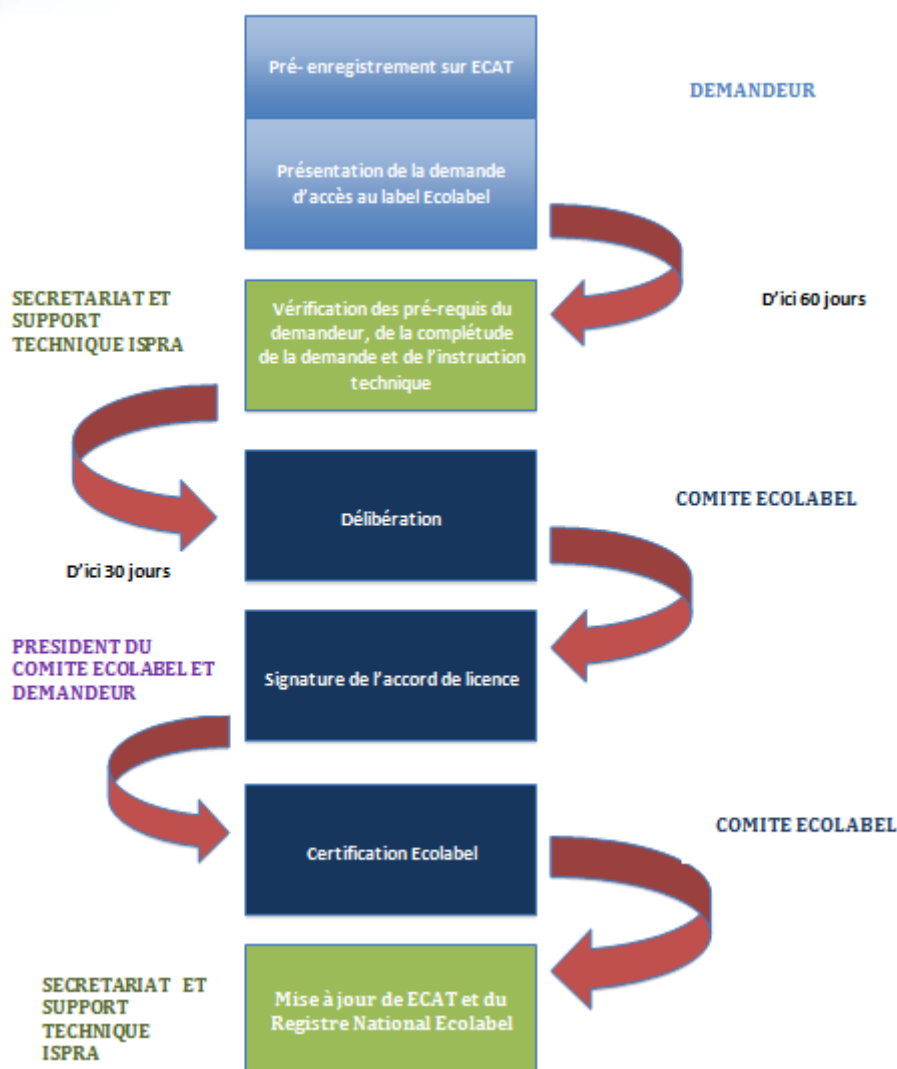 Pré- enregistrement sur ECAT
DEMANDEUR
Présentation de la demande
d'accès au label Ecolabel
SECRETARIAT ET
SUPPORT
TECHNIQUE ISPRA
D'ici 60 jours
Vérification des pré-requis du
demandeur, de la complétude
de la demande et de l'instruction
technique
COMITE ECOLABEL
Délibération
D'ici 30 jours
PRESIDENT DU
COMITE ECOLABEL ET
DEMANDEUR
Signature de l'accord de licence
COMITE ECOLABEL
Certification Ecolabel
SECRETARIAT ET
SUPPORT
TECHNIQUE
ISPRA
Mise à jour de ECAT et du
Registre National Ecolabel